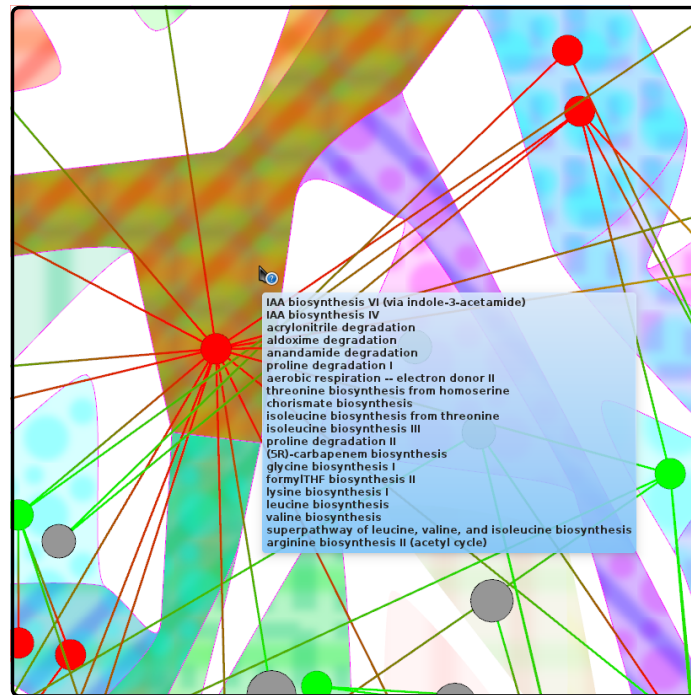 IAA biosynthesis VI (via indole-3-acetamide)
IAA biosynthesis IV
acrylonitrile degradation
aldoxime degradation
anandamide degradation
proline degradation I
aerobic respiration -- electron donor II
threonine biosynthesis from homoserine
chorismate biosynthesis
isoleucine biosynthesis from threonine
isoleucine biosynthesis III
proline degradation II
(5R)-carbapenem biosynthesis
glycine biosynthesis I
formylTHF biosynthesis II
lysine biosynthesis I
leucine biosynthesis
valine biosynthesis
superpathway of leucine, valine, and isoleucine biosynthesis
arginine biosynthesis II (acetyl cycle)